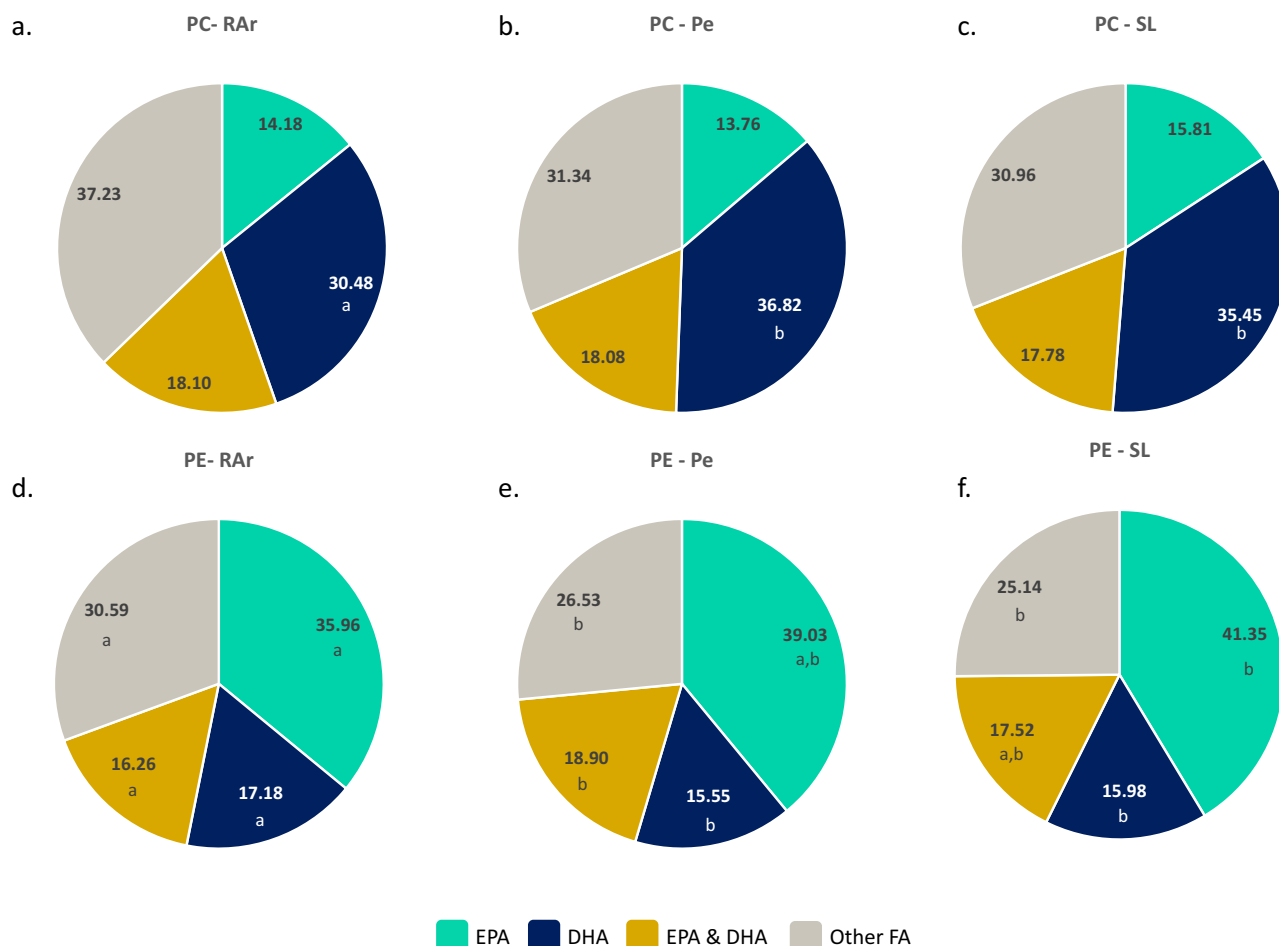 a.
PC- RAr
14.18
30.48
a
18.10
37.23
b.
PC - Pe
13.76
36.82
b
18.08
31.34
c.
PC - SL
15.81
35.45
b
17.78
30.96
d.
PE- RAr
35.96
a
17.18
a
16.26
a
30.59
a
e.
PE - Pe
39.03
a,b
15.55
b
18.90
b
26.53
b
f.
PE - SL
41.35
b
15.98
b
17.52
a,b
25.14
b
EPA DHA EPA & DHA Other FA